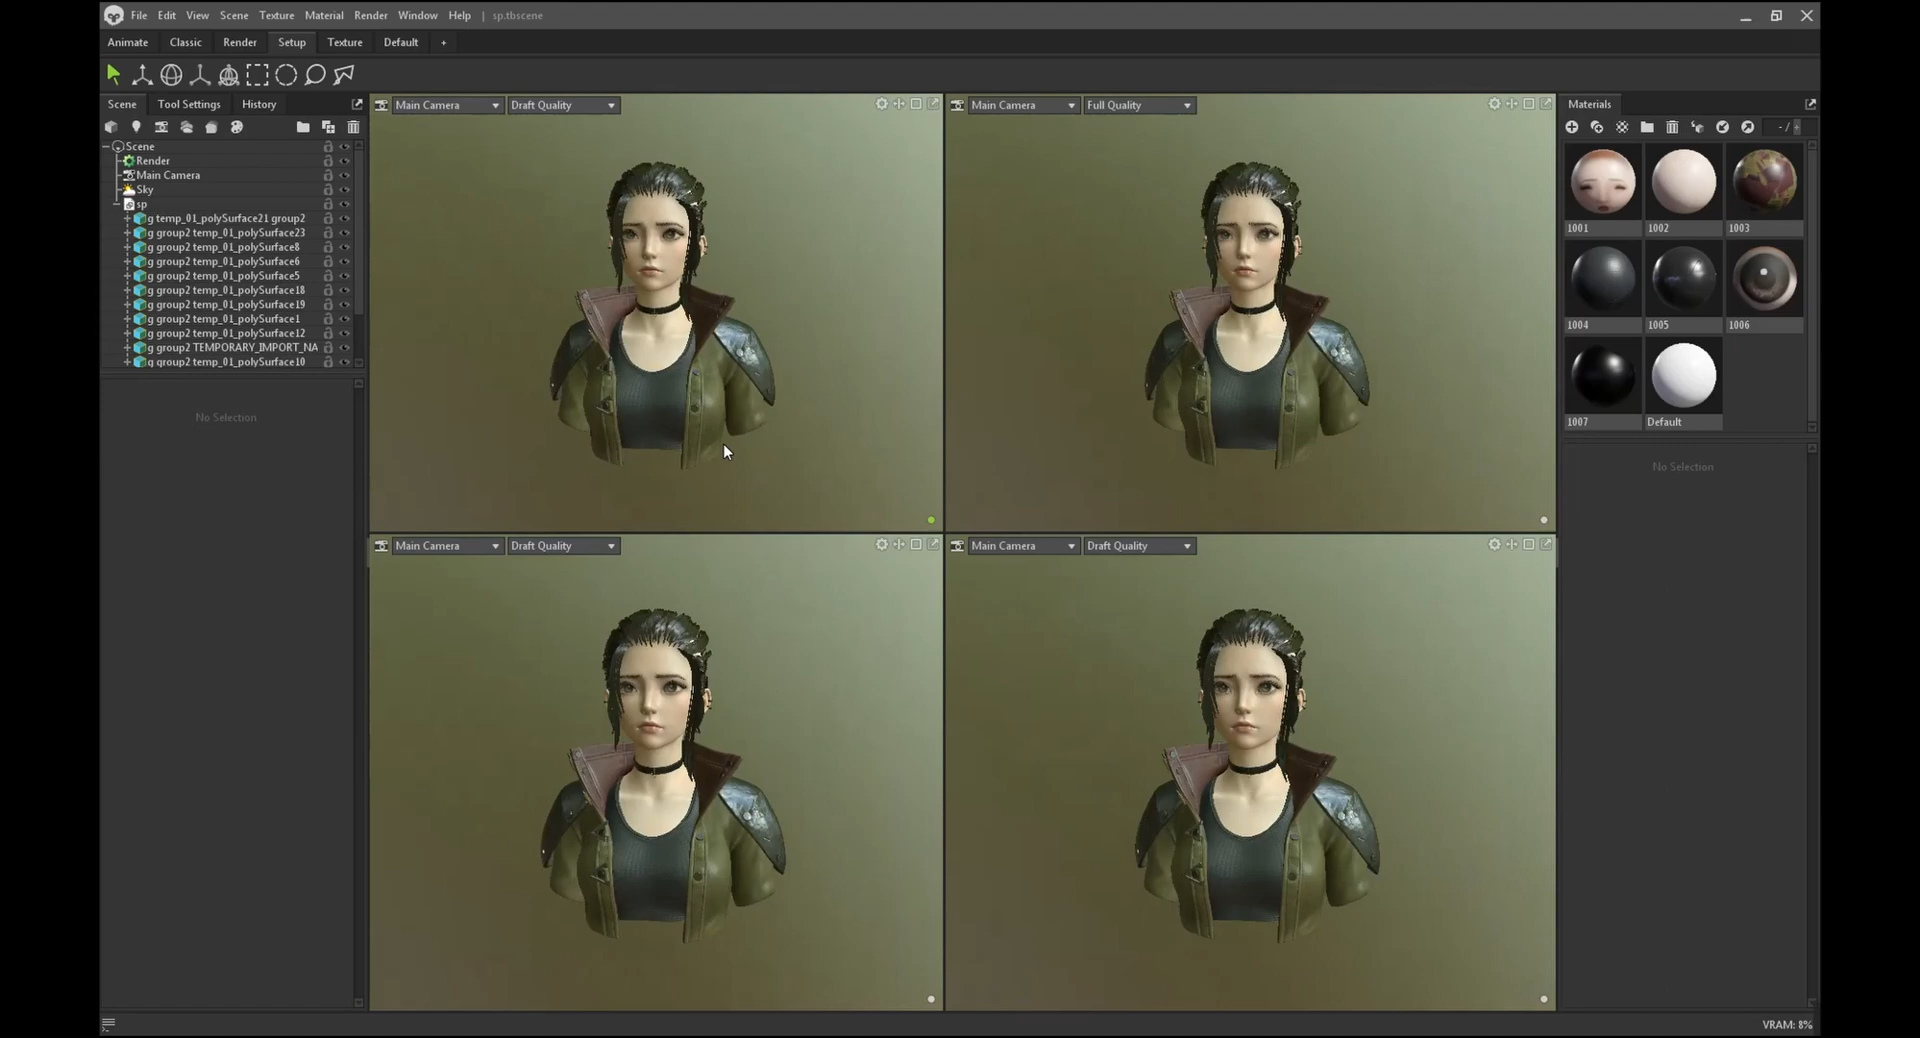 File Edit View Scene Texture Material Render Window Help | sp.tbscene
Animate Classic Render Setup Texture Default +
Scene Tool Settings History
Scene
Render
Main Camera
Sky
sp
g temp_01_polySurface21 group2
g group2 temp_01_polySurface23
g group2 temp_01_polySurface8
g group2 temp_01_polySurface6
g group2 temp_01_polySurface5
g group2 temp_01_polySurface18
g group2 temp_01_polySurface19
g group2 temp_01_polySurface1
g group2 temp_01_polySurface12
g group2 TEMPORARY_IMPORT_NA
g group2 temp_01_polySurface10
No Selection
Main Camera Draft Quality
Main Camera Full Quality
Main Camera Draft Quality
Main Camera Draft Quality
Materials
- /
1001 1002 1003
1004 1005 1006
1007 Default
No Selection
VRAM: 8%